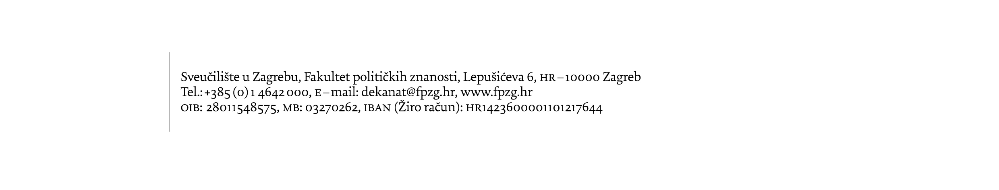 Sveučilište u Zagrebu, Fakultet političkih znanosti, Lepušićeva 6, HR–10000 Zagreb
Tel.: +385 (0) 1 4642 000, E–mail: dekanat@fpzg.hr, www.fpzg.hr
OIB: 28011548575, MB: 03270262, IBAN (Žiro račun): HR1423600001101217644